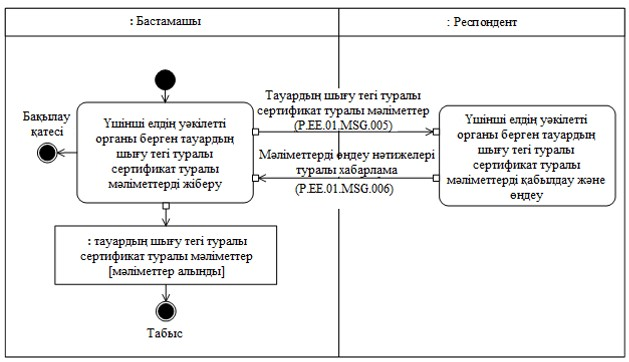 : Бастамашы
: Респондент
Бақылау
қатесі
Үшінші елдің уәкілетті
органы берген тауардың
шығу тегі туралы
сертификат туралы
мәліметтерді жіберу
Тауардың шығу тегі туралы
сертификат туралы мәліметтер
(P.EE.01.MSG.005)
Мәліметтерді өңдеу нәтижелері
туралы хабарлама
(P.EE.01.MSG.006)
Үшінші елдің уәкілетті
органы берген тауардың
шығу тегі туралы
сертификат туралы
мәліметтерді қабылдау және
өңдеу
: тауардың шығу тегі туралы
сертификат туралы мәліметтер
[мәліметтер алынды]
Табыс